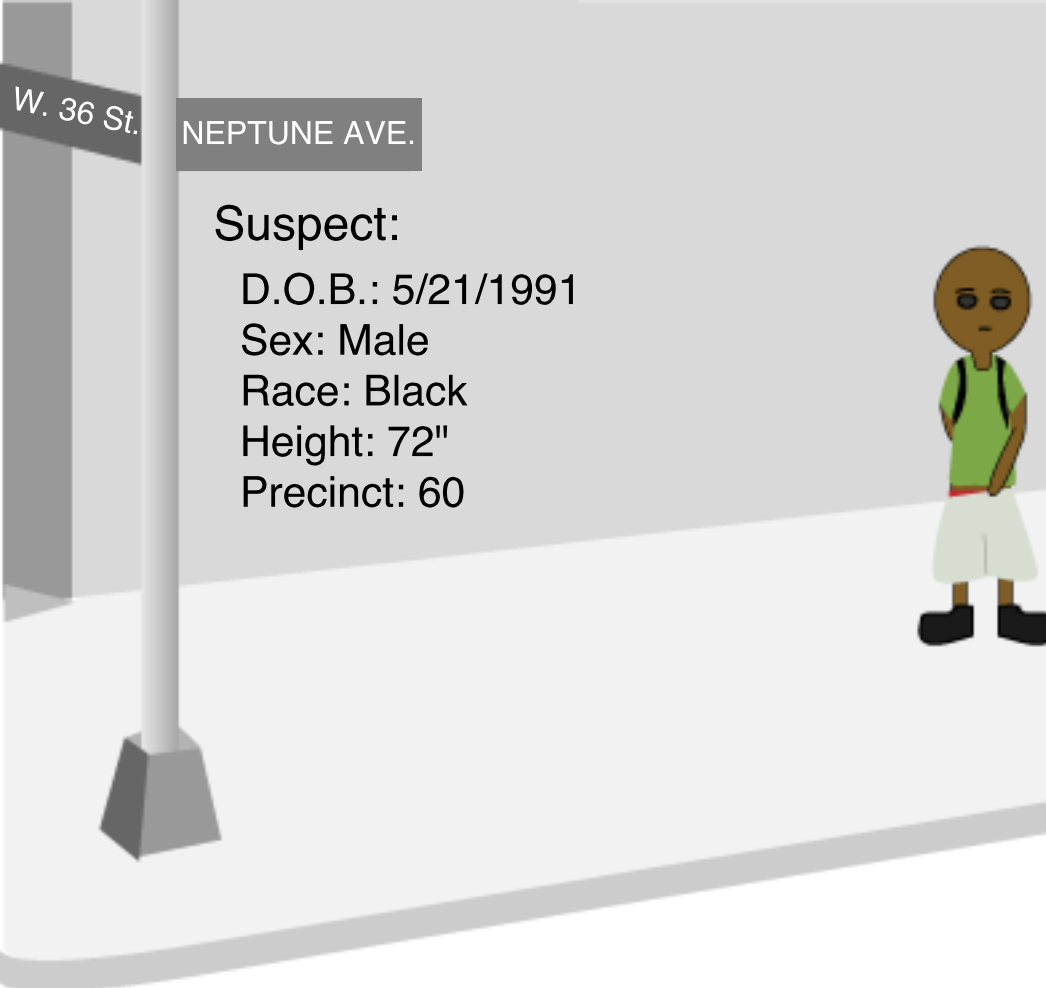 W. 36 St.
NEPTUNE AVE.
Suspect:
D.O.B.: 5/21/1991
Sex: Male
Race: Black
Height: 72"
Precinct: 60